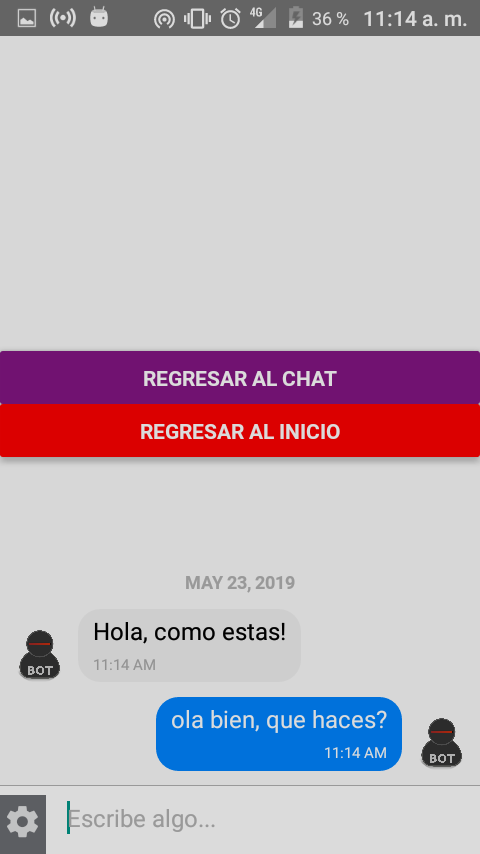 4G 36 % 11:14 a. m.
REGRESAR AL CHAT
REGRESAR AL INICIO
MAY 23, 2019
Hola, como estas!
11:14 AM
BOT
ola bien, que haces?
11:14 AM
BOT
Escribe algo...